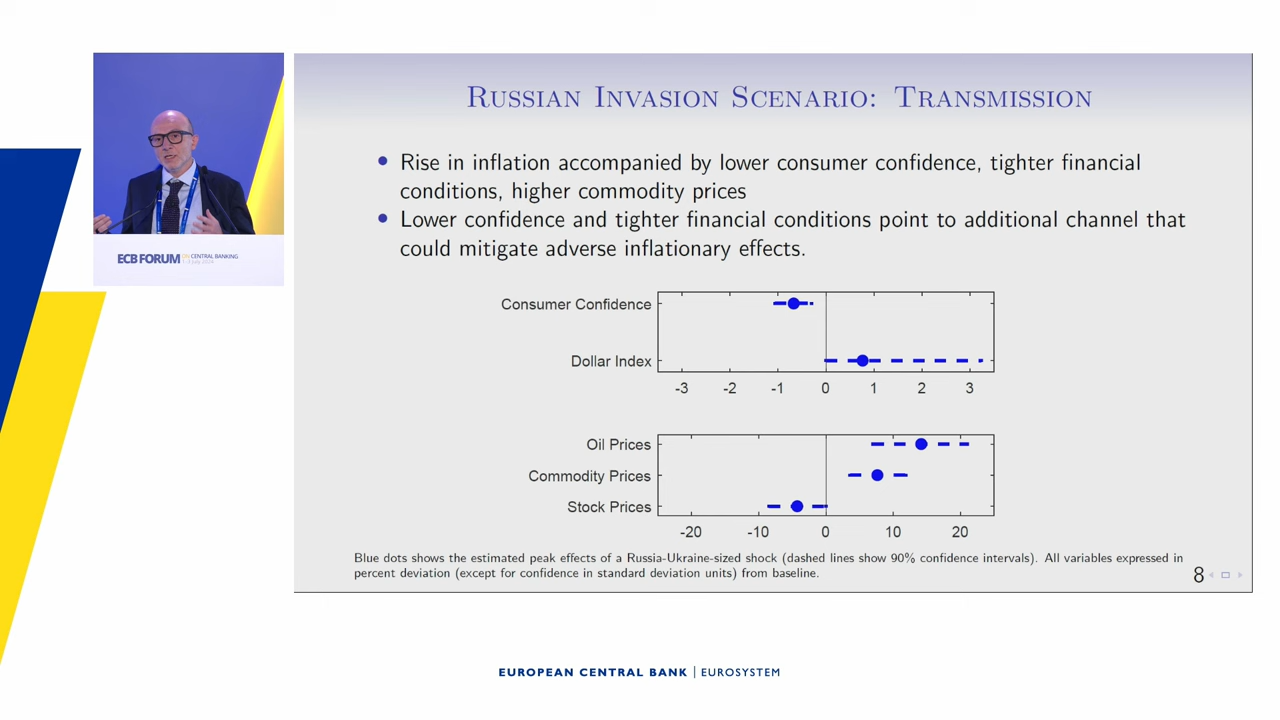 RUSSIAN INVASION SCENARIO: TRANSMISSION
• Rise in inflation accompanied by lower consumer confidence, tighter financial
conditions, higher commodity prices
• Lower confidence and tighter financial conditions point to additional channel that
could mitigate adverse inflationary effects.
ECB FORUM ON CENTRAL BANKING
Consumer Confidence
Dollar Index
-3 -2 -1 0 1 2 3
Oil Prices
Commodity Prices
Stock Prices
-20 -10 0 10 20
Blue dots shows the estimated peak effects of a Russia-Ukraine-sized shock (dashed lines show 90% confidence intervals). All variables expressed in
percent deviation (except for confidence in standard deviation units) from baseline.
8
EUROPEAN CENTRAL BANK | EUROSYSTEM